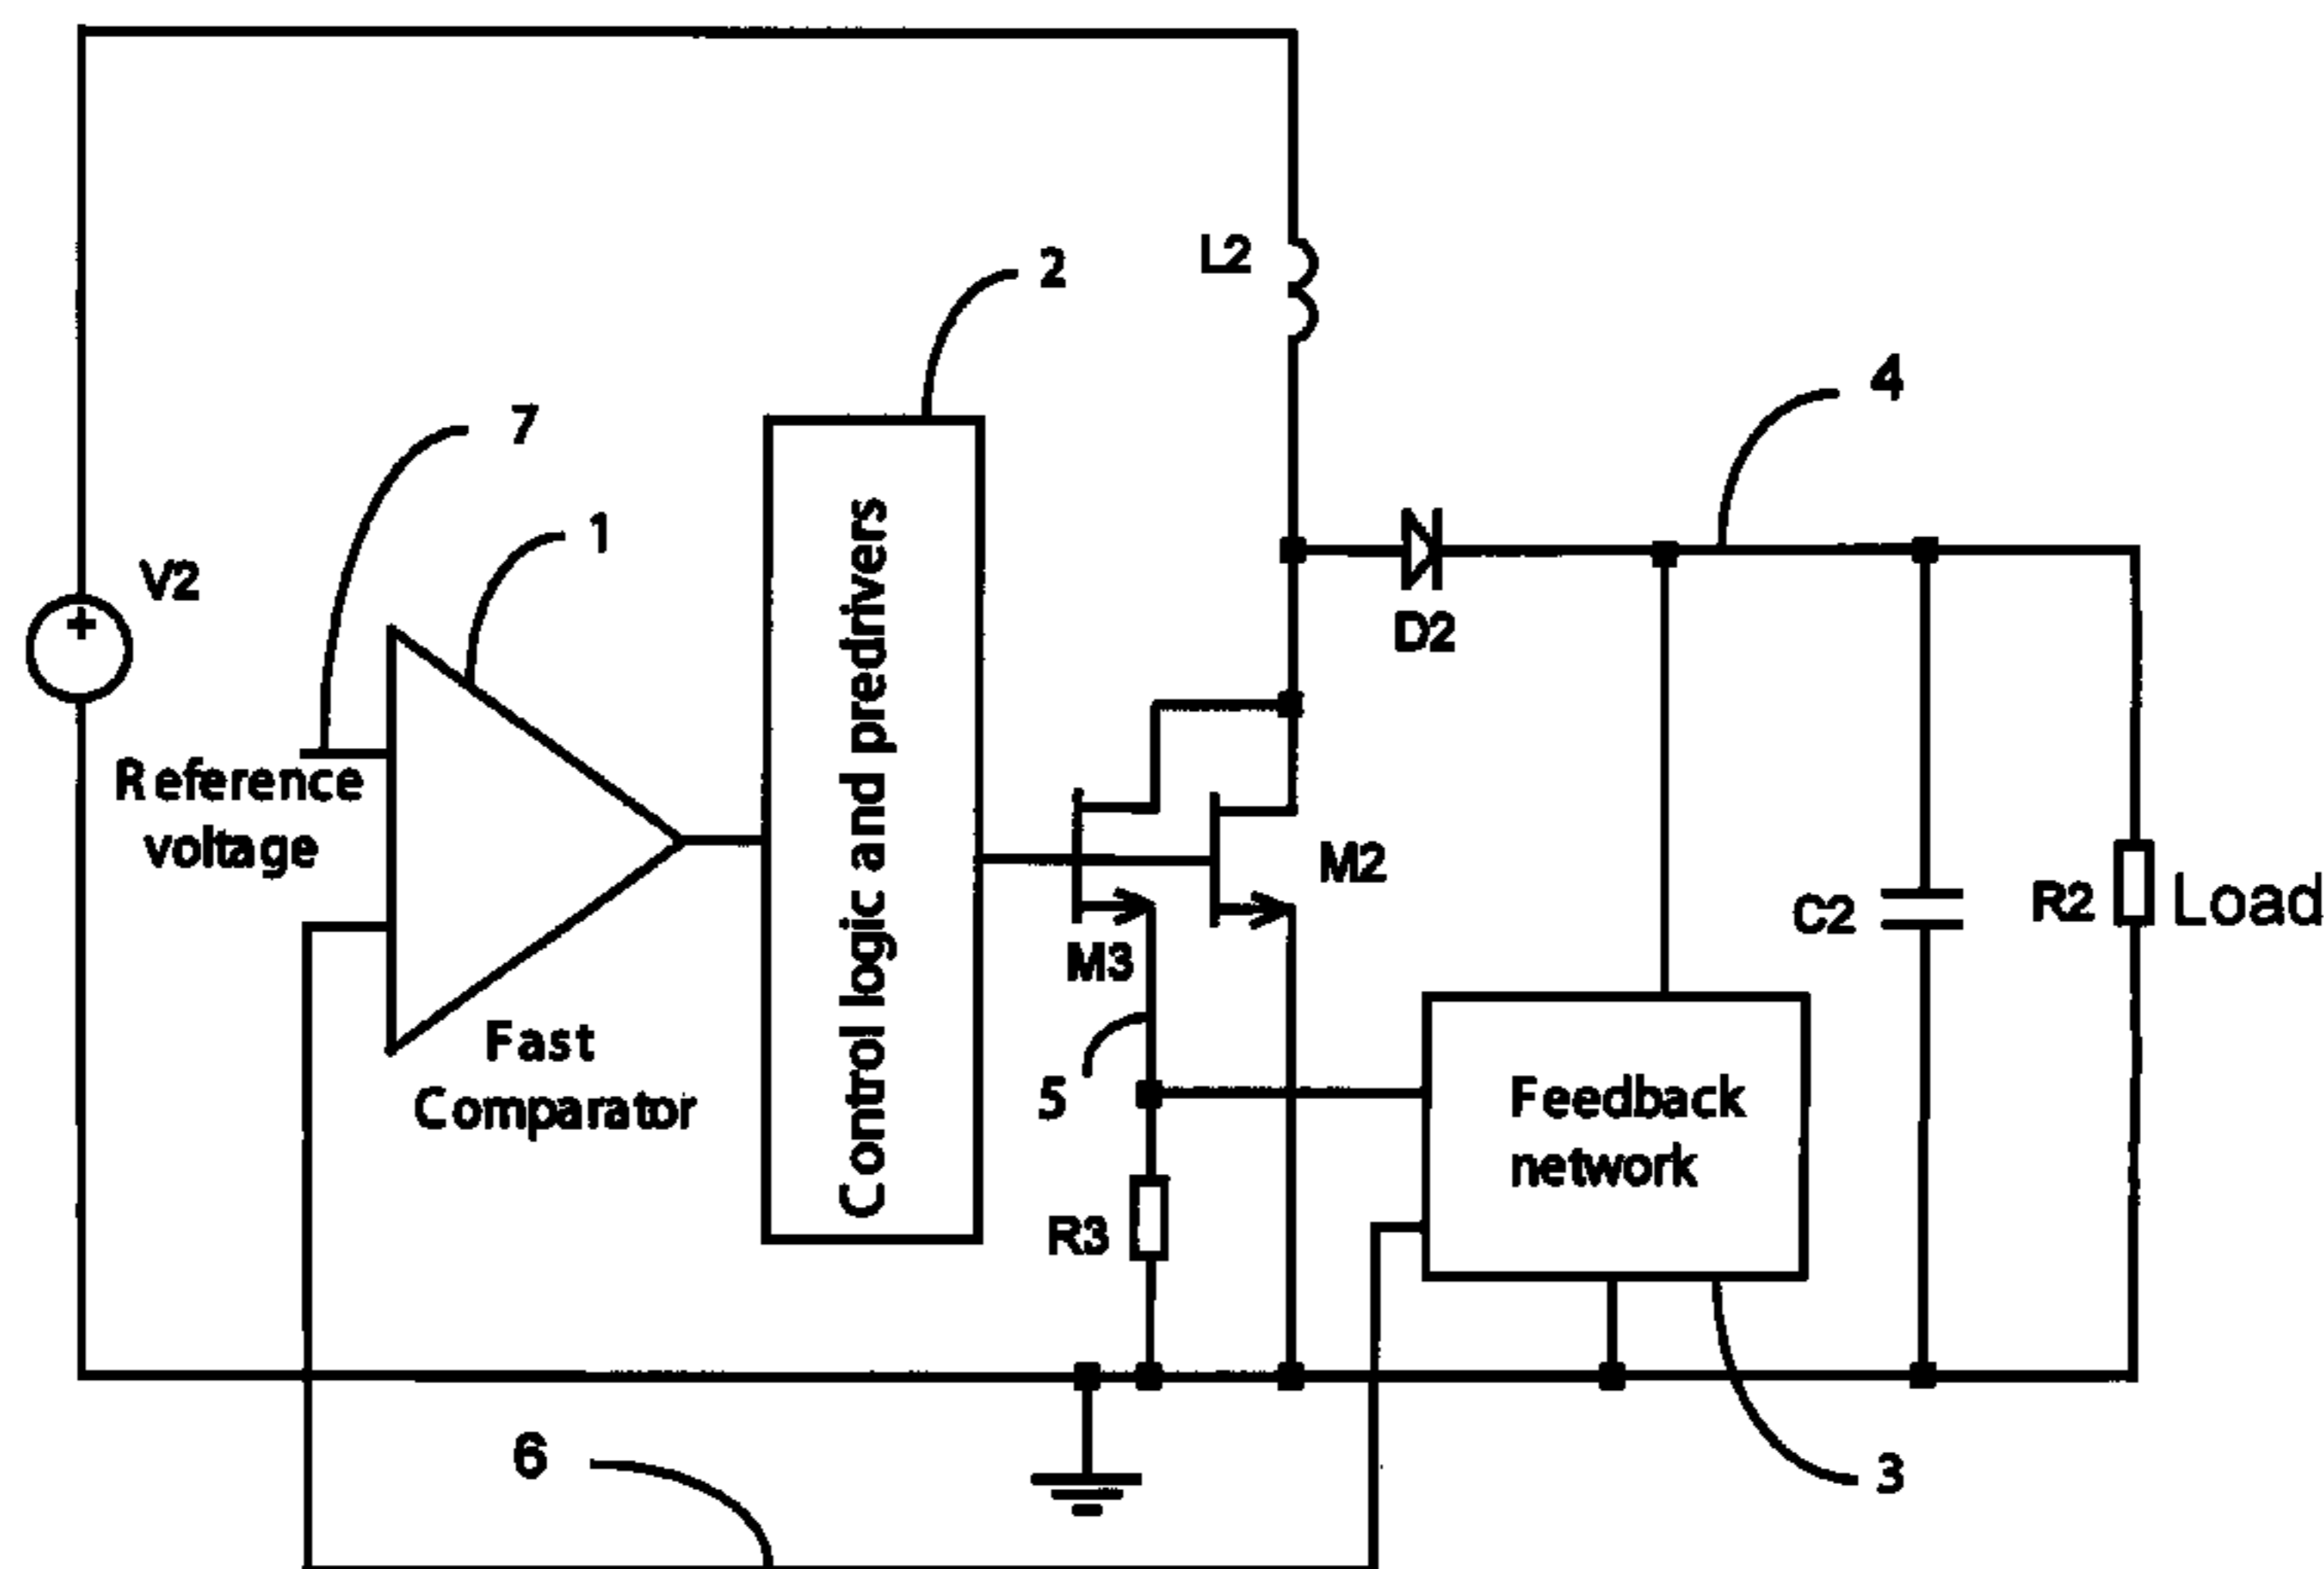 L2
2
4
7
1
V2
+
D2
Reference
voltage
Control logic and predrivers
M2
M3
C2
R2
Load
Fast
Comparator
5
Feedback
network
R3
6
3